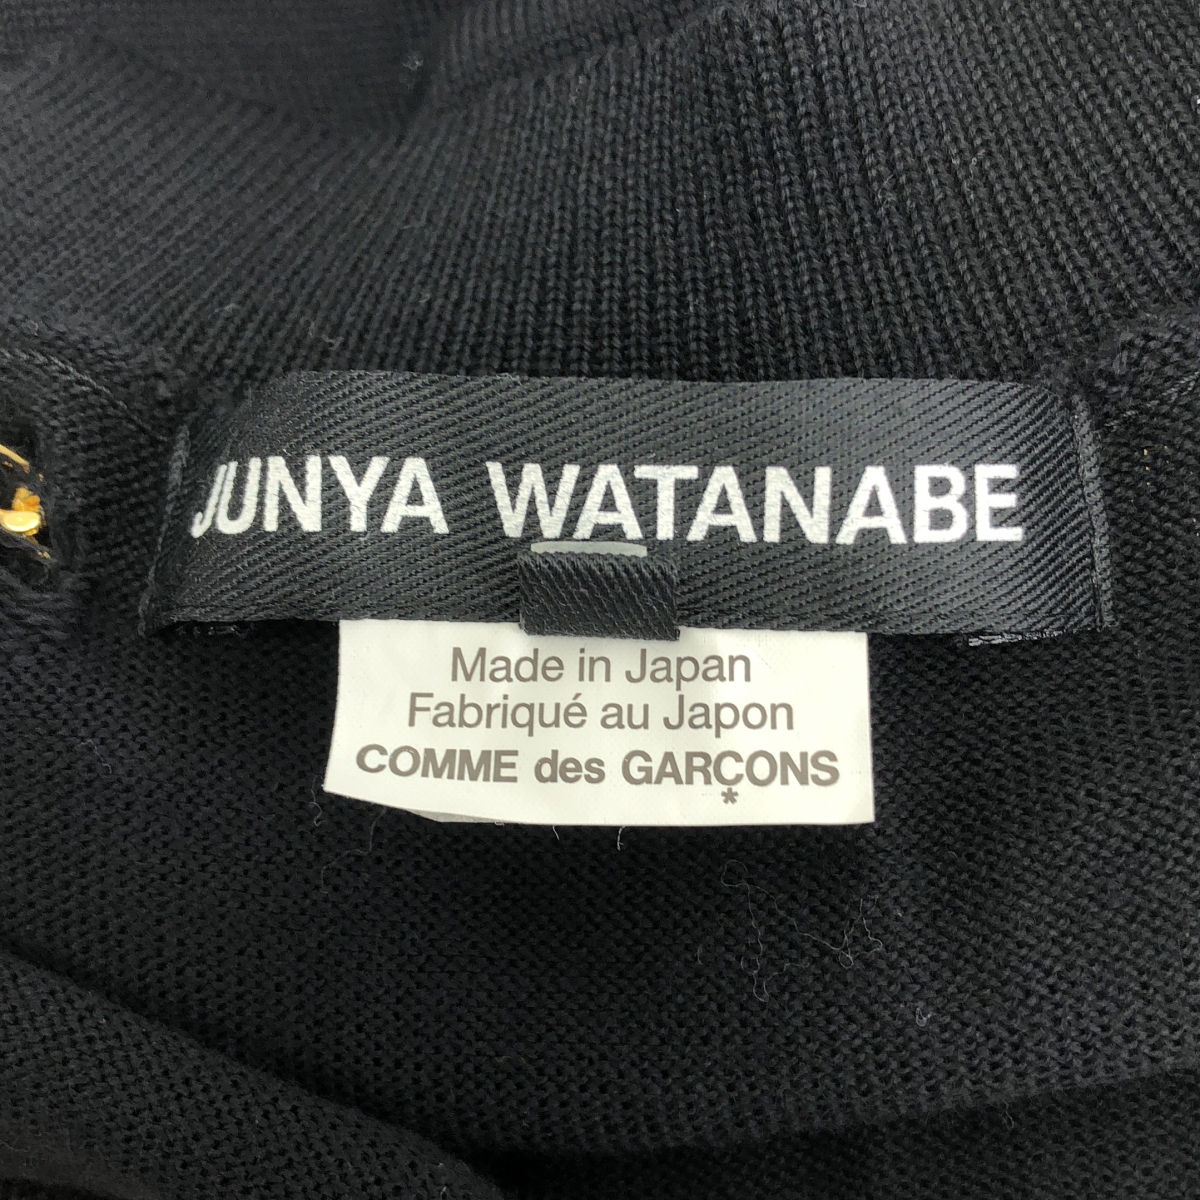 JUNYA WATANABE
Made in Japan
Fabriqué au Japon
COMME des GARÇONS
*